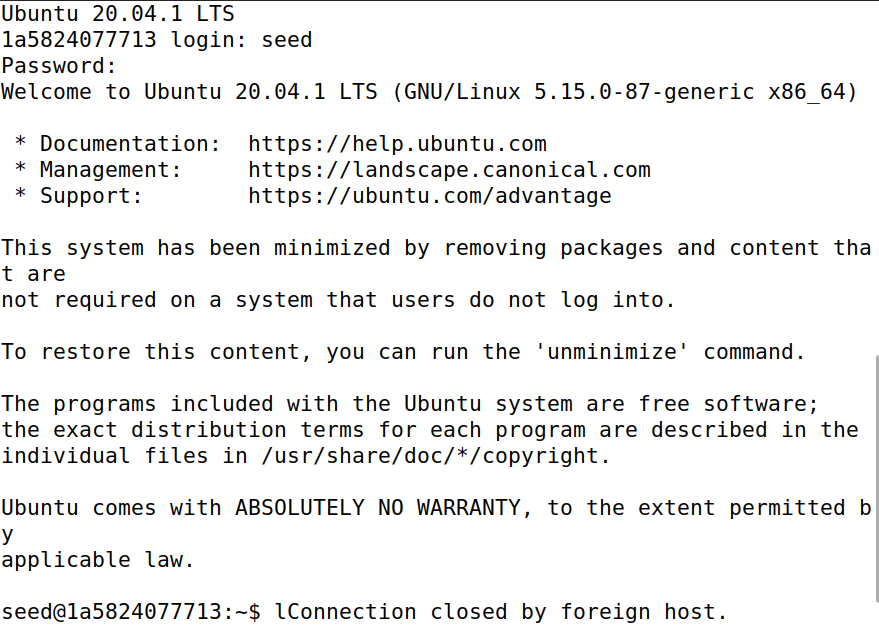 Ubuntu 20.04.1 LTS
1a5824077713 login: seed
Password:
Welcome to Ubuntu 20.04.1 LTS (GNU/Linux 5.15.0-87-generic x86_64)
 * Documentation:  https://help.ubuntu.com
 * Management:     https://landscape.canonical.com
 * Support:        https://ubuntu.com/advantage
This system has been minimized by removing packages and content tha
t are
not required on a system that users do not log into.
To restore this content, you can run the 'unminimize' command.
The programs included with the Ubuntu system are free software;
the exact distribution terms for each program are described in the
individual files in /usr/share/doc/*/copyright.
Ubuntu comes with ABSOLUTELY NO WARRANTY, to the extent permitted b
y
applicable law.
seed@1a5824077713:~$ lConnection closed by foreign host.